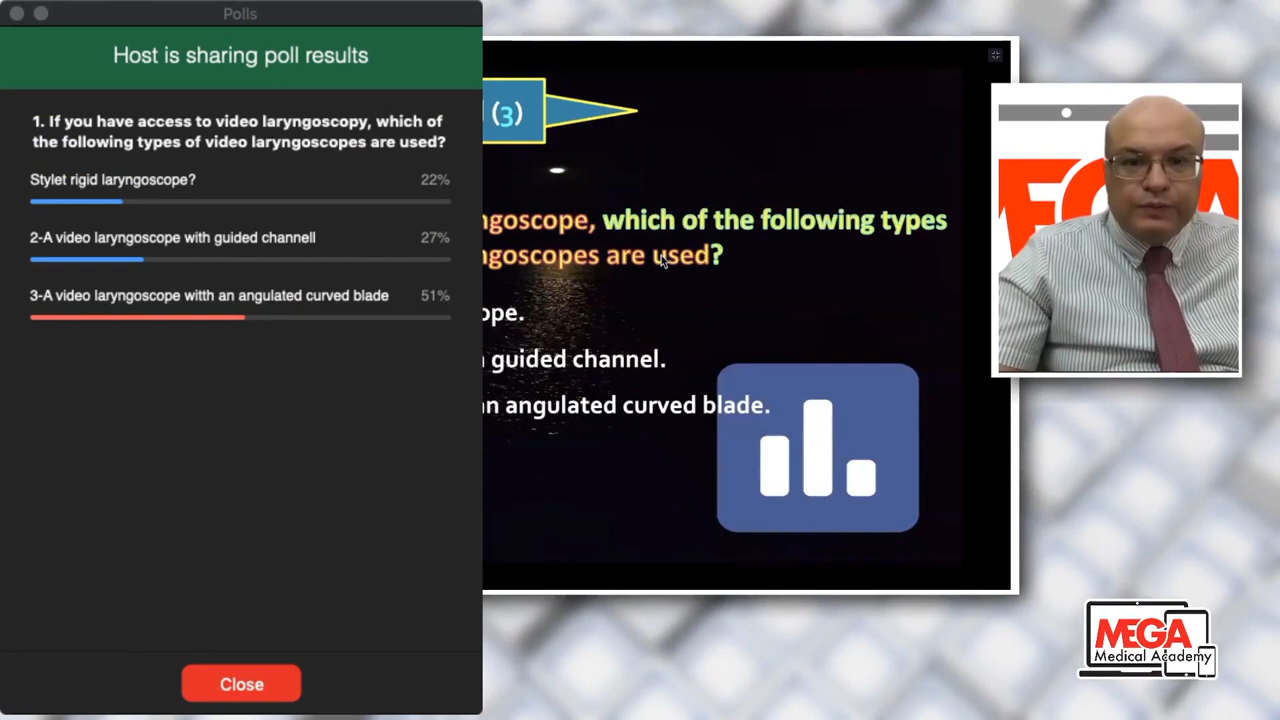 Polls
Host is sharing poll results
1. If you have access to video laryngoscopy, which of
the following types of video laryngoscopes are used?
Stylet rigid laryngoscope?
22%
2-A video laryngoscope with guided channell
27%
3-A video laryngoscope witth an angulated curved blade
51%
Close
(3)
ngoscope, which of the following types
ngoscopes are used?
ope.
guided channel.
an angulated curved blade.
MEGA
MEGA
Medical Academy